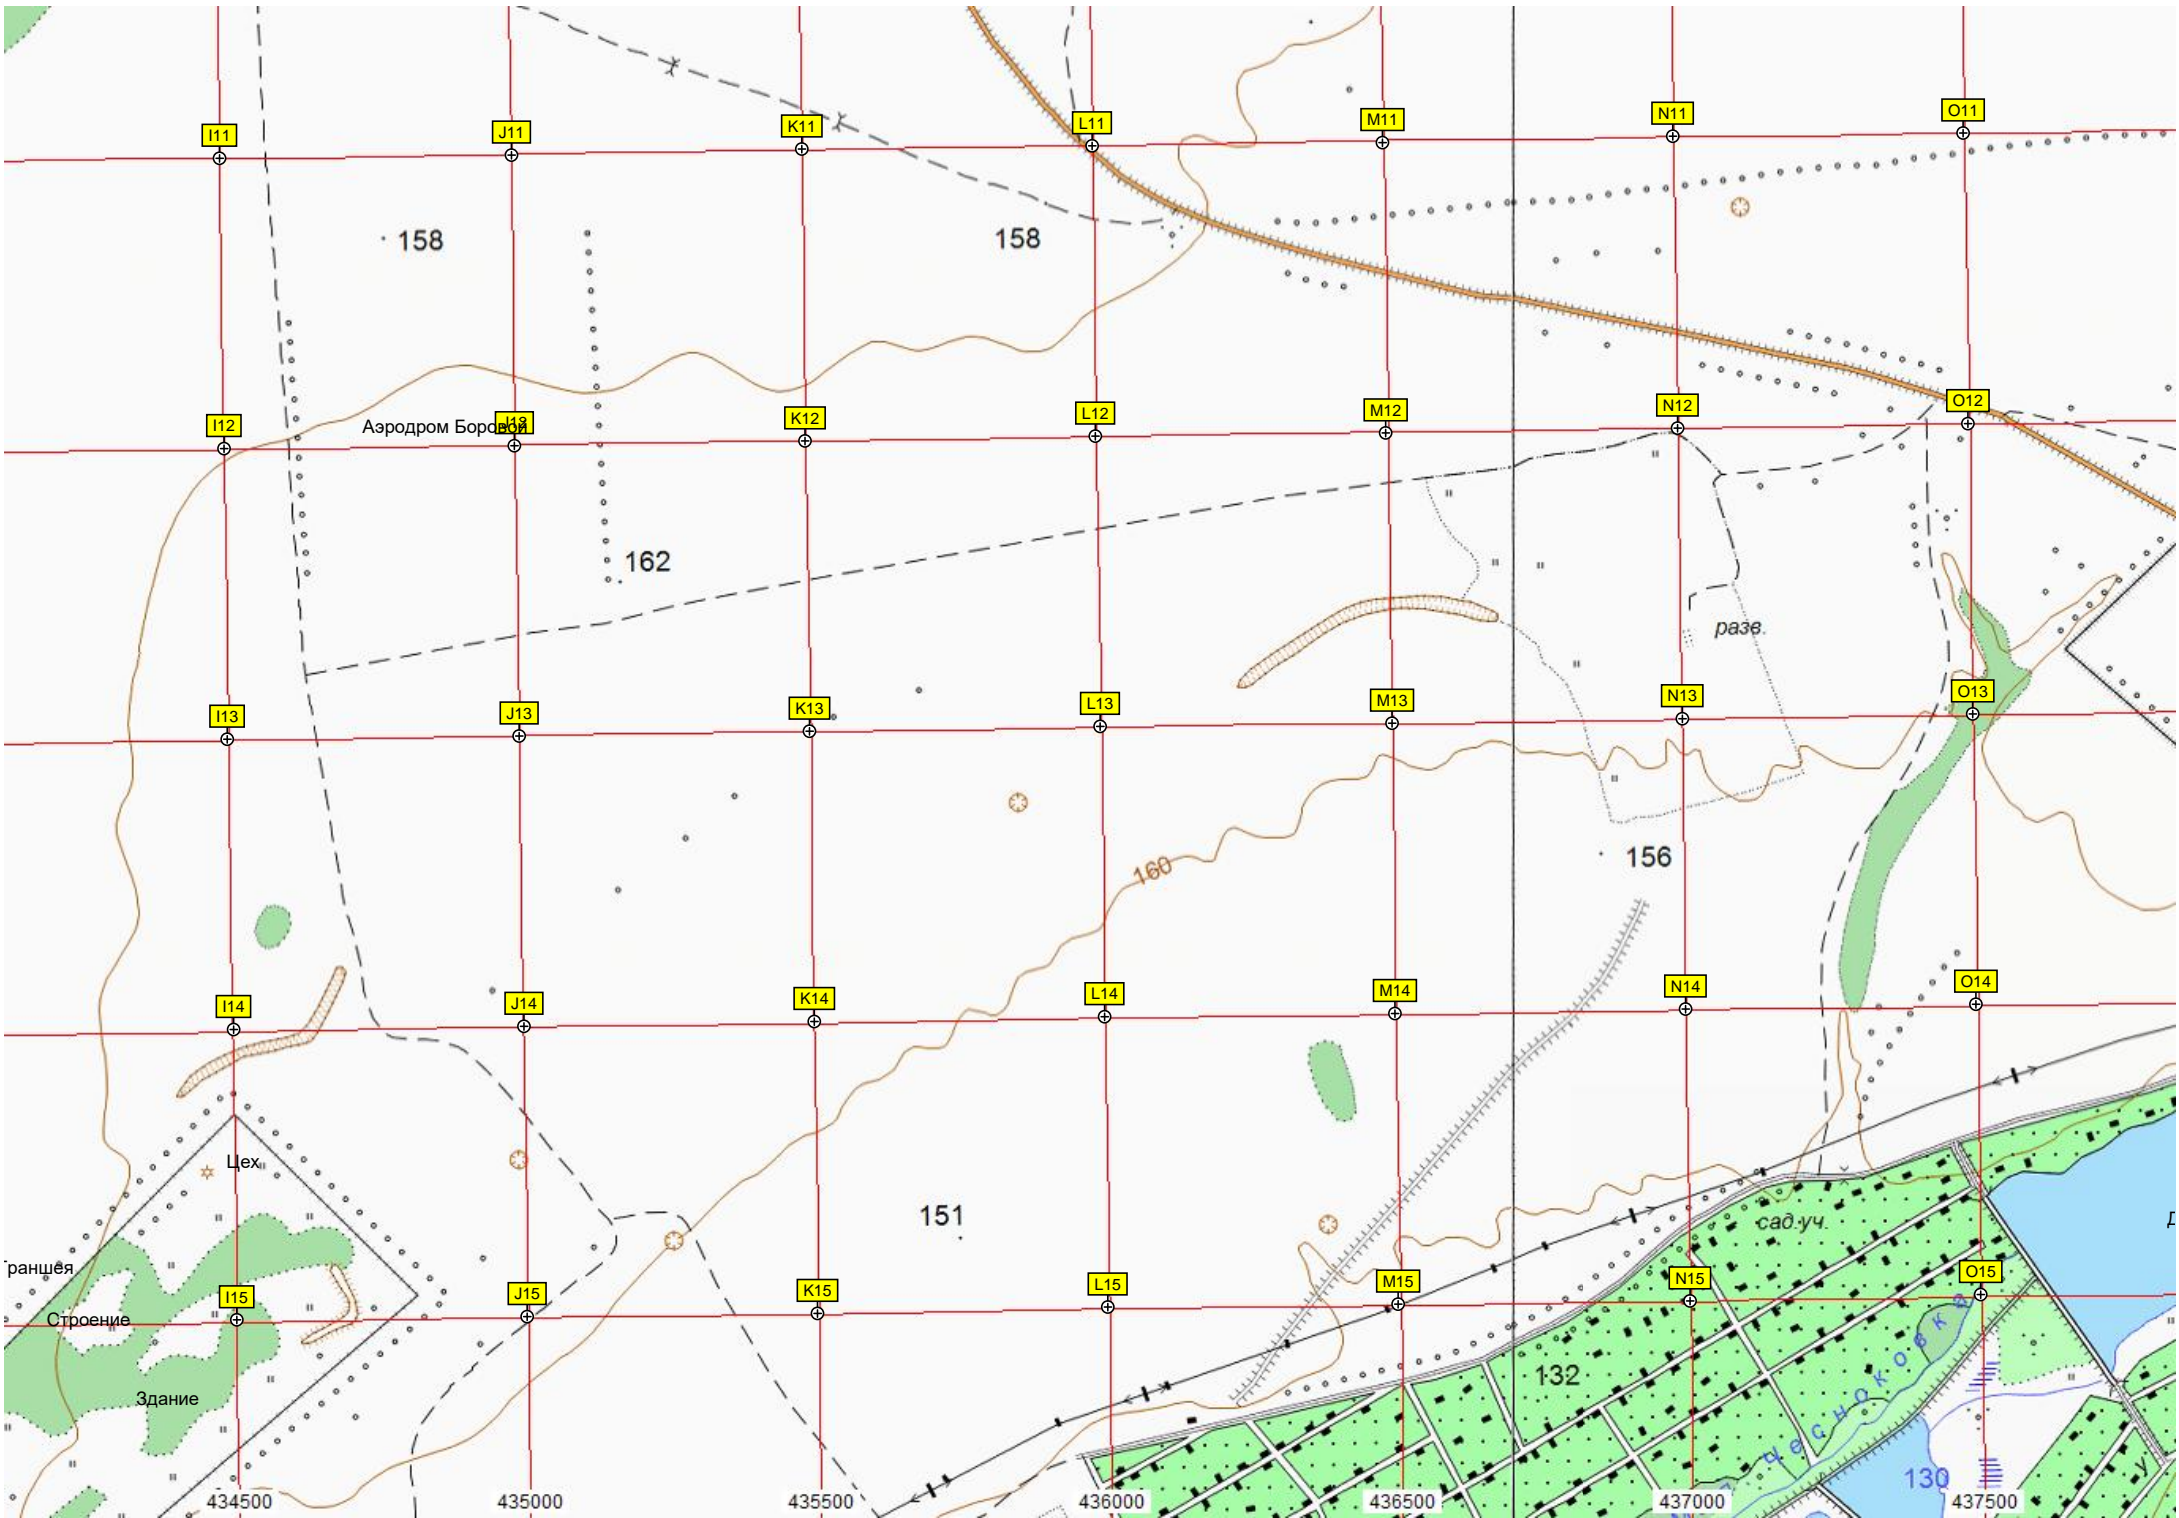 I11 J11 K11 L11 M11 N11 O11
158 158
I12 Аэродром Боровой K12 L12 M12 N12 O12
162
разв.
I13 J13 K13 L13 M13 N13 O13
160
156
I14 J14 K14 L14 M14 N14 O14
Цех
151
сад.уч.
I15 J15 K15 L15 M15 N15 O15
Строение
132
Чесноковка
Здание
130
434500 435000 435500 436000 436500 437000 437500